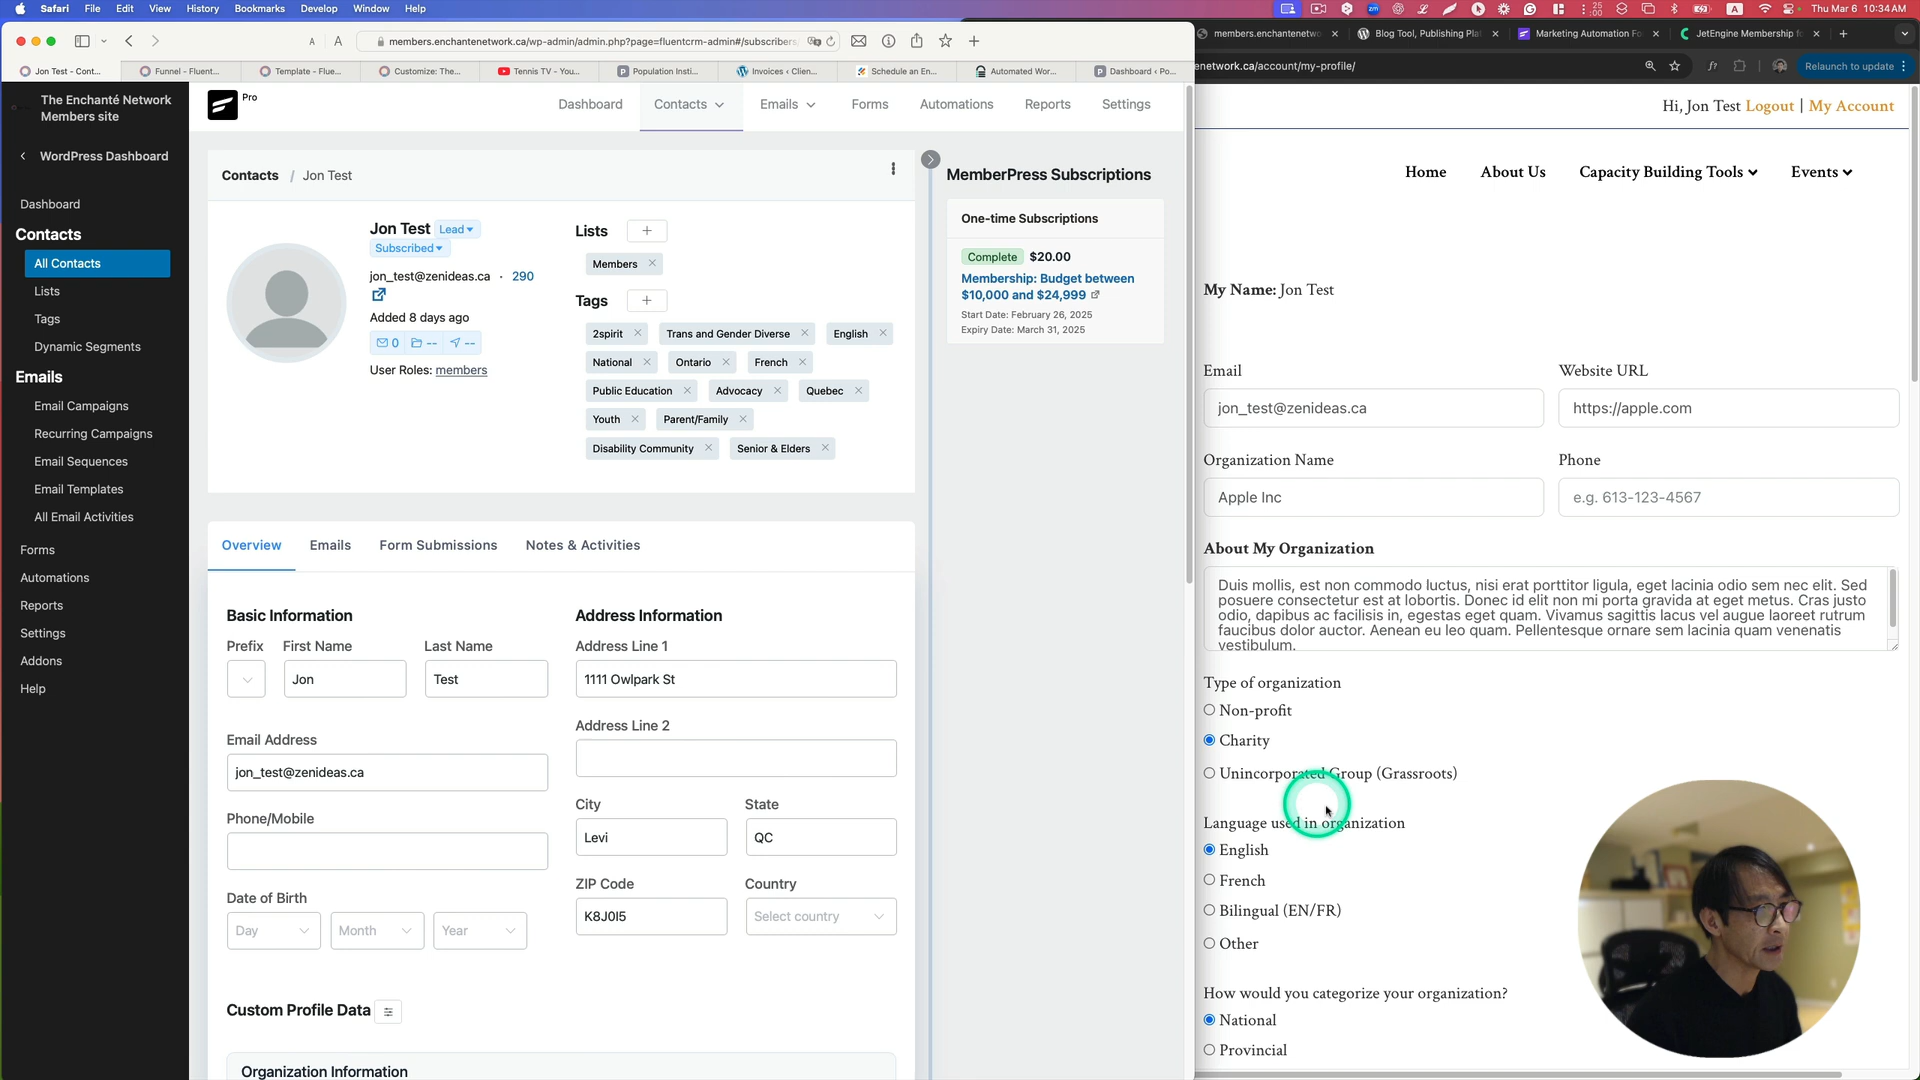 Safari File Edit View History Bookmarks Develop Window Help
Thu Mar 6 10:34AM
members.enchantenetwork.ca/wp-admin/admin.php?page=fluentcrm-admin#/subscribers
Jon Test - Cont...
Funnel - Fluent...
Template - Flue...
Customize: The...
Tennis TV - You...
Population Insti...
Invoices ‹ Clien...
Schedule an En...
Automated Wor...
Dashboard ‹ Po...
The Enchanté Network
Members site
WordPress Dashboard
Dashboard
Contacts
All Contacts
Lists
Tags
Dynamic Segments
Emails
Email Campaigns
Recurring Campaigns
Email Sequences
Email Templates
All Email Activities
Forms
Automations
Reports
Settings
Addons
Help
Pro
Dashboard Contacts Emails Forms Automations Reports Settings
Contacts / Jon Test
Jon Test Lead
Subscribed
jon_test@zenideas.ca · 290
Added 8 days ago
0 -- --
User Roles: members
Lists +
Members
Tags +
2spirit Trans and Gender Diverse English
National Ontario French
Public Education Advocacy Quebec
Youth Parent/Family
Disability Community Senior & Elders
MemberPress Subscriptions
One-time Subscriptions
Complete $20.00
Membership: Budget between
$10,000 and $24,999
Start Date: February 26, 2025
Expiry Date: March 31, 2025
Overview Emails Form Submissions Notes & Activities
Basic Information
Prefix First Name Last Name
Jon Test
Email Address
jon_test@zenideas.ca
Phone/Mobile
Date of Birth
Day Month Year
Address Information
Address Line 1
1111 Owlpark St
Address Line 2
City State
Levi QC
ZIP Code Country
K8J0I5 Select country
Custom Profile Data
Organization Information
members.enchantenetwo
Blog Tool, Publishing Pla
Marketing Automation Fo
JetEngine Membership fo
enetwork.ca/account/my-profile/
Relaunch to update
Hi, Jon Test Logout | My Account
Home About Us Capacity Building Tools Events
My Name: Jon Test
Email Website URL
jon_test@zenideas.ca https://apple.com
Organization Name Phone
Apple Inc e.g. 613-123-4567
About My Organization
Duis mollis, est non commodo luctus, nisi erat porttitor ligula, eget lacinia odio sem nec elit. Sed
posuere consectetur est at lobortis. Donec id elit non mi porta gravida at eget metus. Cras justo
odio, dapibus ac facilisis in, egestas eget quam. Vivamus sagittis lacus vel augue laoreet rutrum
faucibus dolor auctor. Aenean eu leo quam. Pellentesque ornare sem lacinia quam venenatis
vestibulum.
Type of organization
Non-profit
Charity
Unincorporated Group (Grassroots)
Language used in organization
English
French
Bilingual (EN/FR)
Other
How would you categorize your organization?
National
Provincial